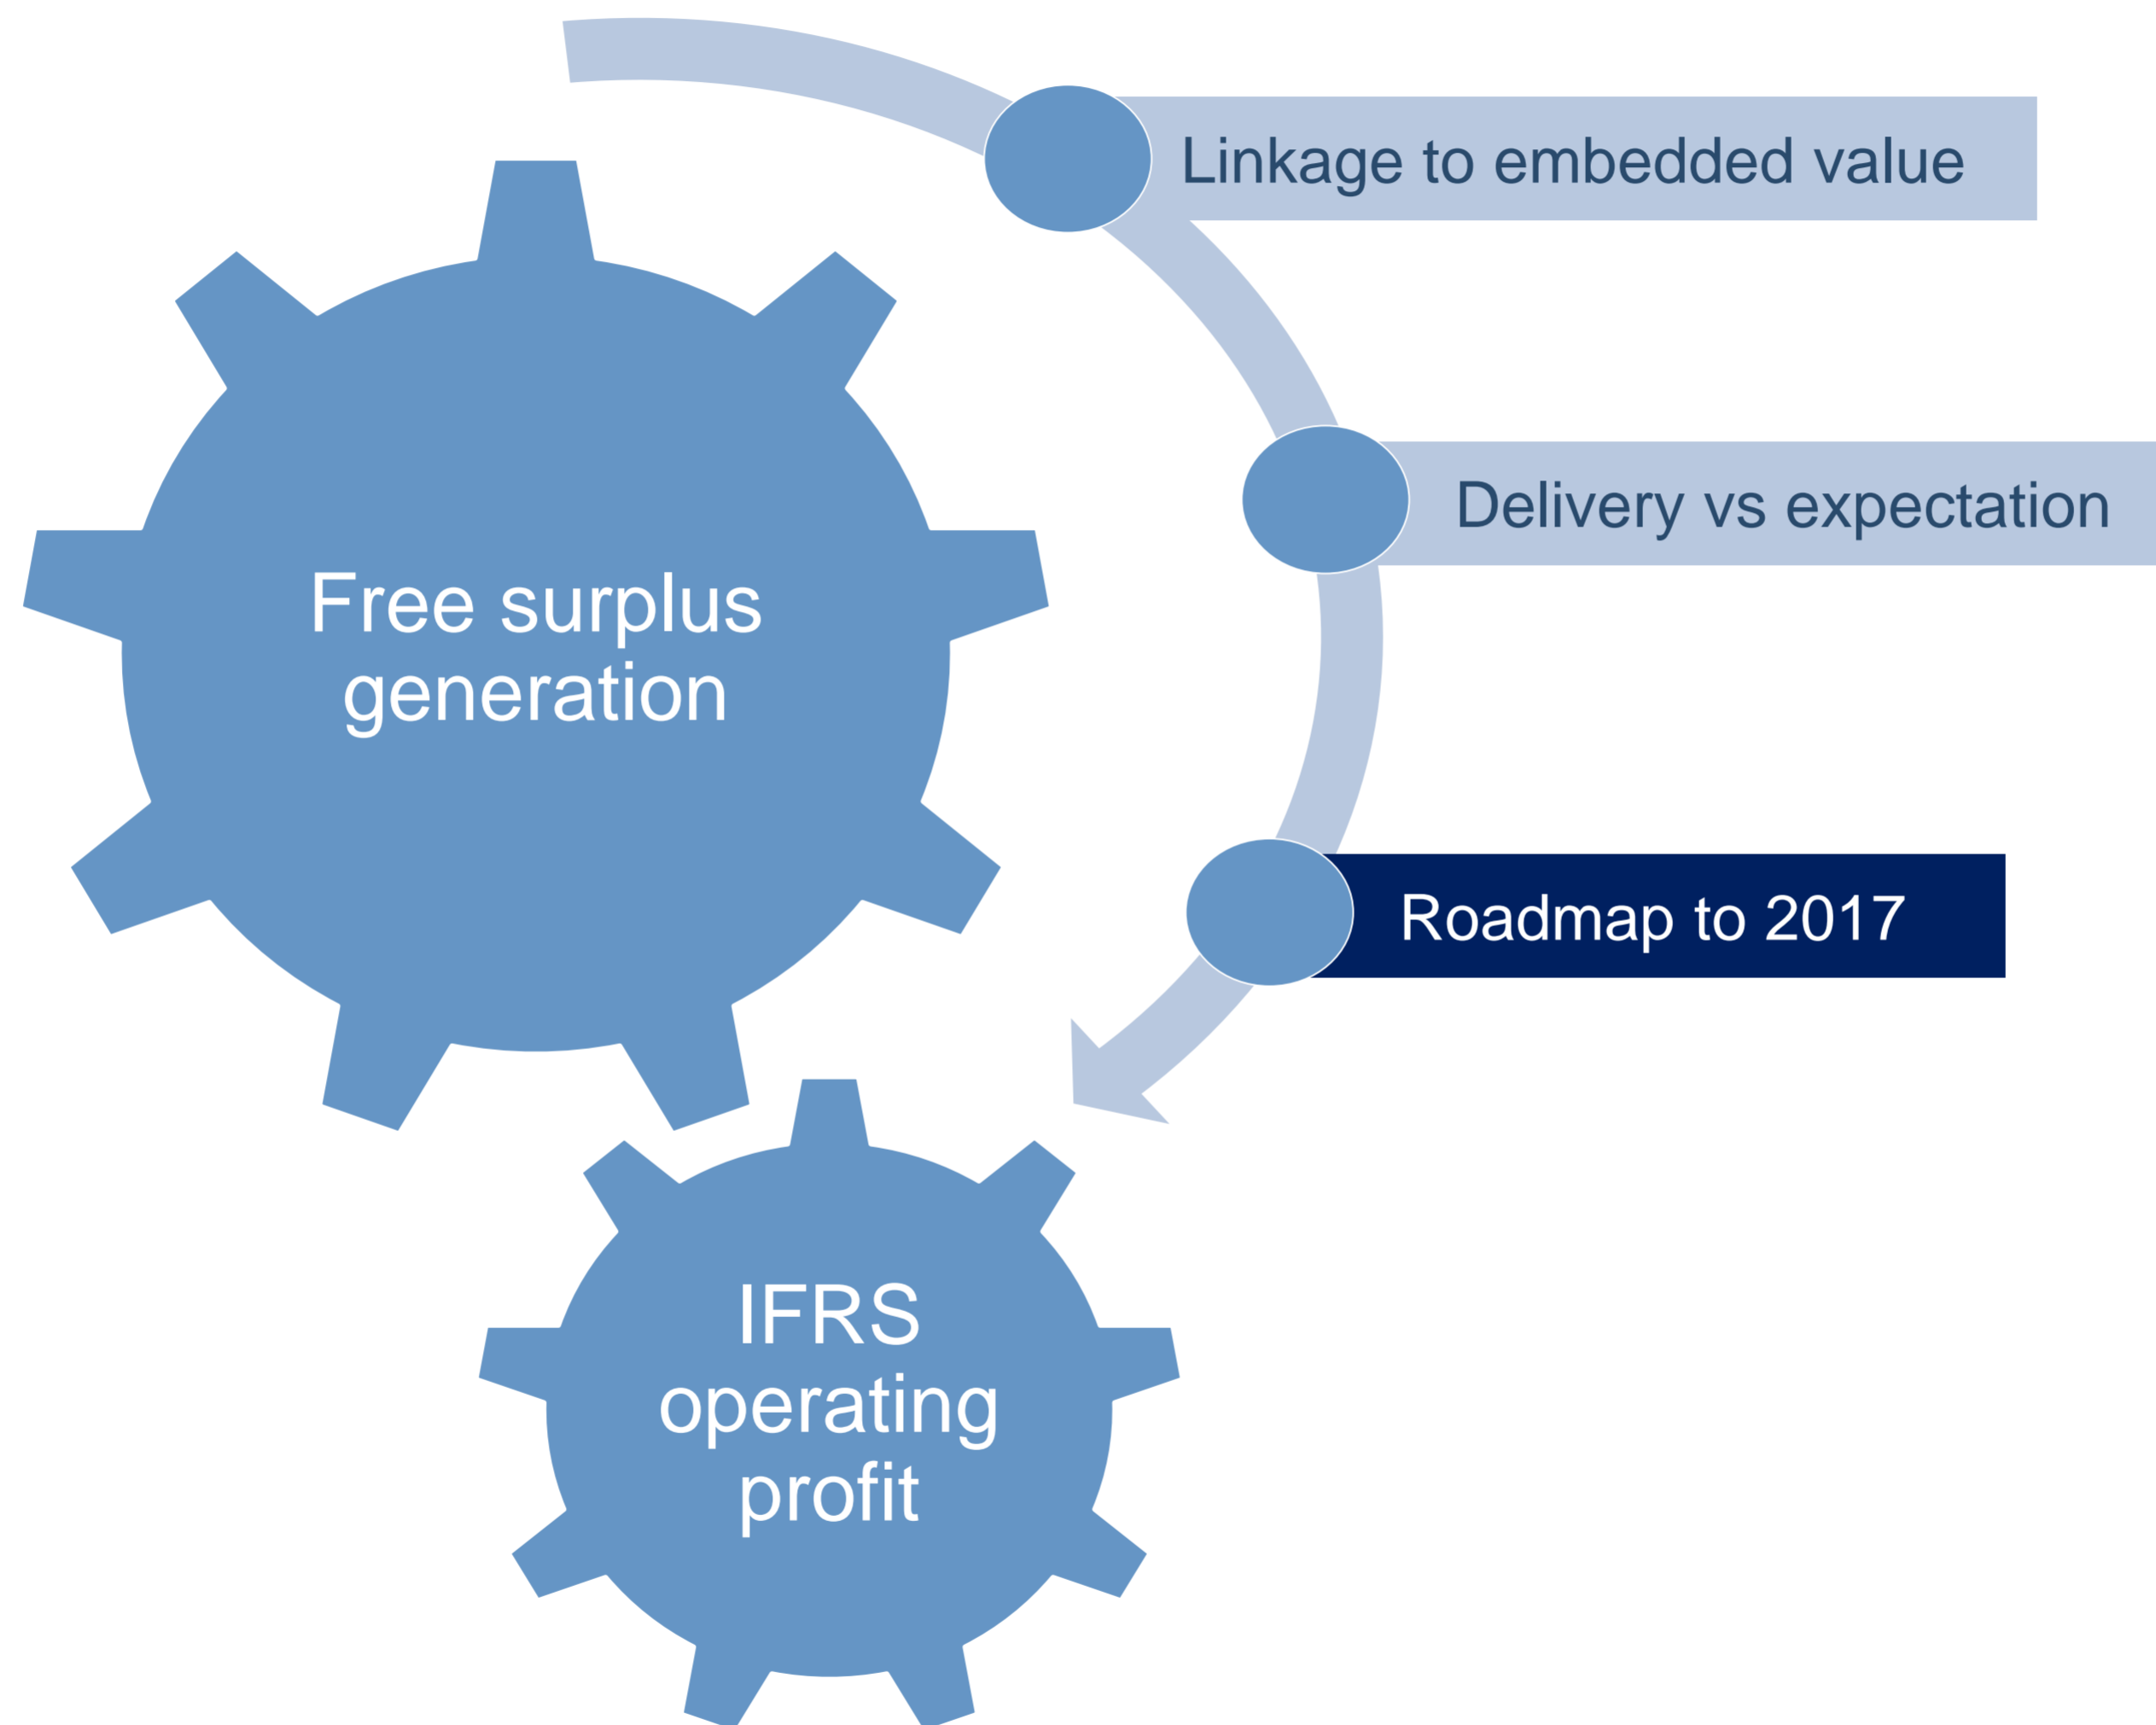 Linkage to embedded value
Delivery vs expectation
Free surplus
generation
Roadmap to 2017
IFRS
operating
profit